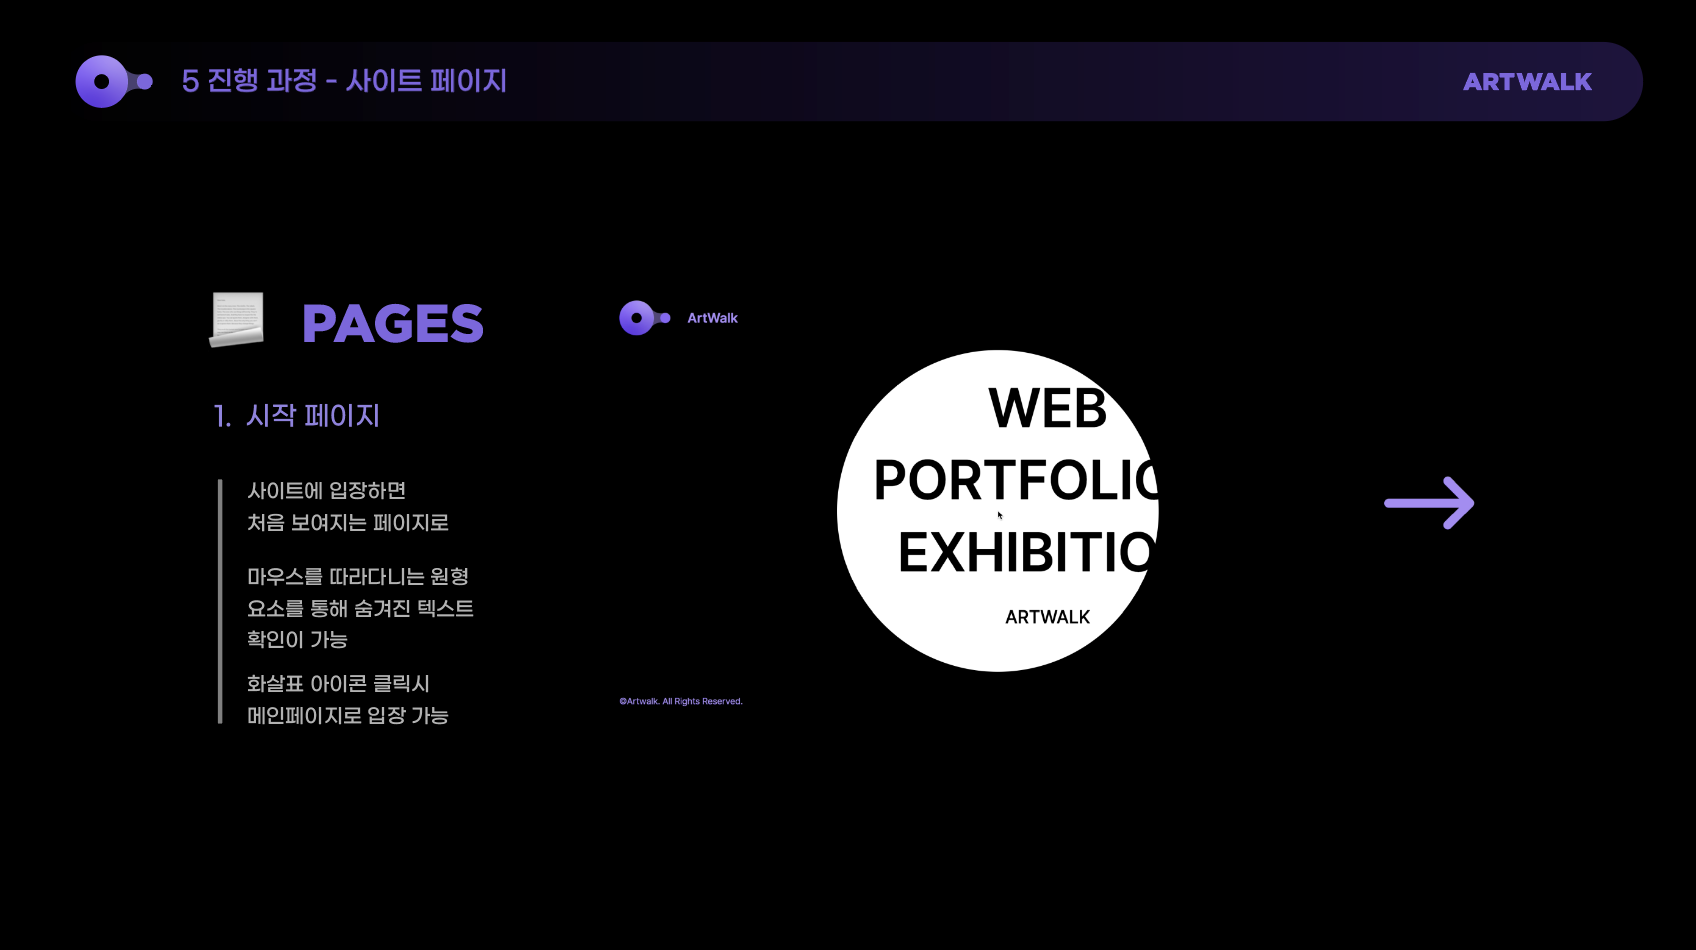 5 진행 과정 - 사이트 페이지
ARTWALK
PAGES
1. 시작 페이지
사이트에 입장하면
처음 보여지는 페이지로
마우스를 따라다니는 원형
요소를 통해 숨겨진 텍스트
확인이 가능
화살표 아이콘 클릭시
메인페이지로 입장 가능
ArtWalk
WEB
PORTFOLIO
EXHIBITIO
ARTWALK
©Artwalk. All Rights Reserved.